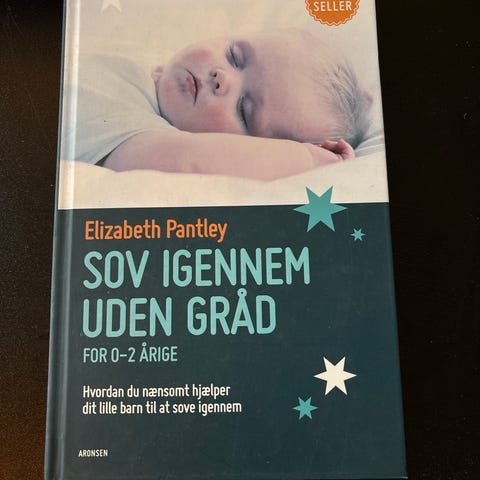 SELLER
Elizabeth Pantley
SOV IGENNEM
UDEN GRÅD
FOR 0-2 ÅRIGE
Hvordan du nænsomt hjælper
dit lille barn til at sove igennem
ARONSEN